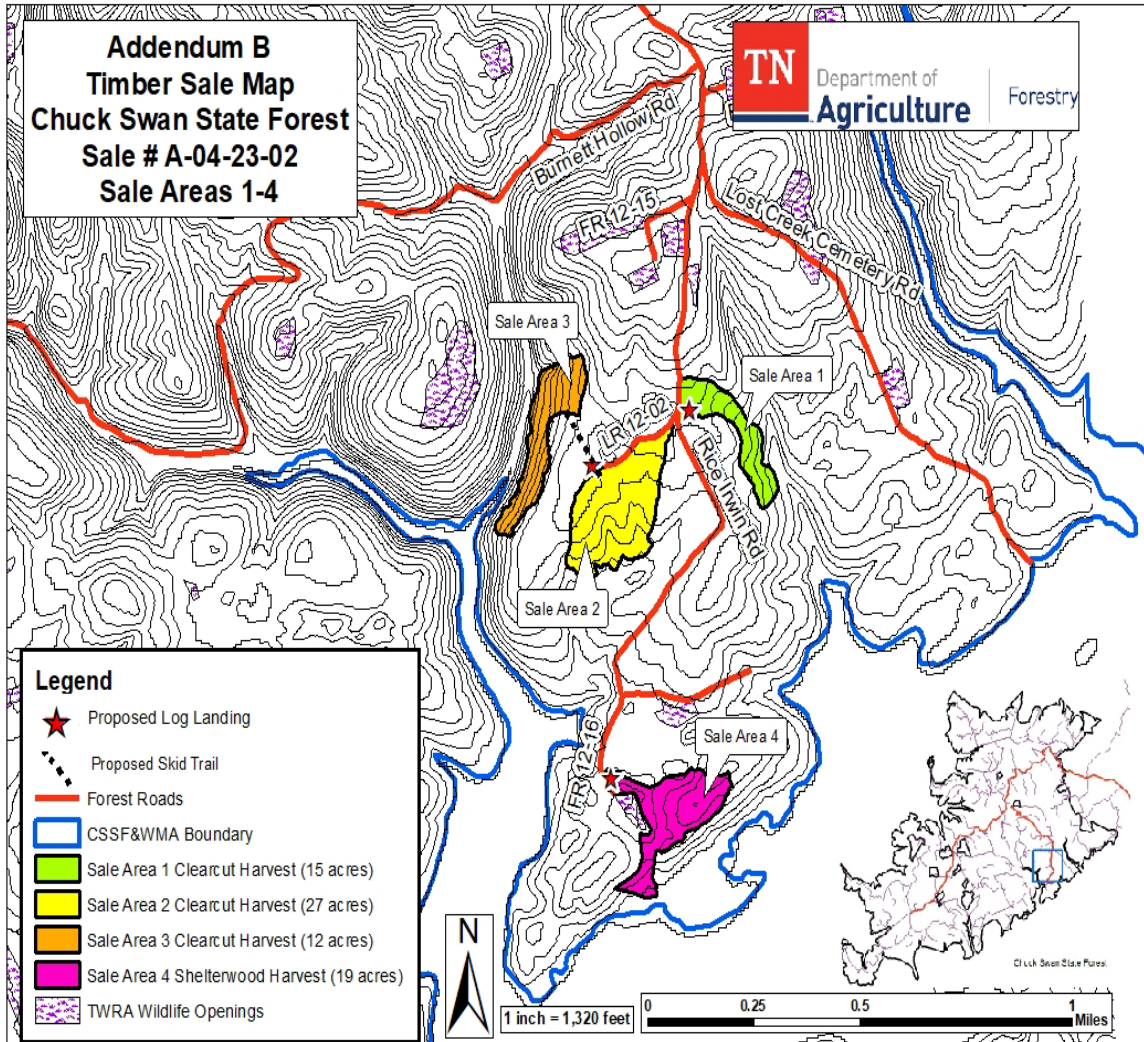 Addendum B
Timber Sale Map
Chuck Swan State Forest
Sale # A-04-23-02
Sale Areas 1-4
TN
Department of
Agriculture
Forestry
Burnett Hollow Rd
FR 12-15
Lost Creek Cemetery Rd
Sale Area 3
Sale Area 1
LR 12-02
Rice Irwin Rd
Sale Area 2
Sale Area 4
FR 12-16
Legend
Proposed Log Landing
Proposed Skid Trail
Forest Roads
CSSF&WMA Boundary
Sale Area 1 Clearcut Harvest (15 acres)
Sale Area 2 Clearcut Harvest (27 acres)
Sale Area 3 Clearcut Harvest (12 acres)
Sale Area 4 Shelterwood Harvest (19 acres)
TWRA Wildlife Openings
N
1 inch = 1,320 feet
0 0.25 0.5 1
Miles
Chuck Swan State Forest